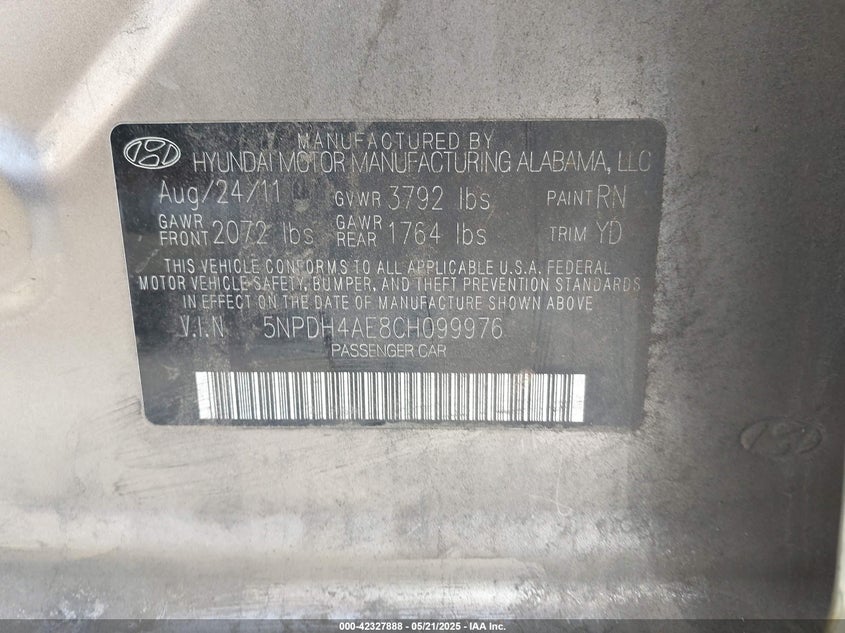 MANUFACTURED BY
HYUNDAI MOTOR MANUFACTURING ALABAMA, LLC
Aug/24/11 GVWR 3792 lbs PAINT RN
GAWR FRONT 2072 lbs GAWR REAR 1764 lbs TRIM YD
THIS VEHICLE CONFORMS TO ALL APPLICABLE U.S.A. FEDERAL
MOTOR VEHICLE SAFETY, BUMPER, AND THEFT PREVENTION STANDARDS
IN EFFECT ON THE DATE OF MANUFACTURE SHOWN ABOVE
V.I.N 5NPDH4AE8CH099976
PASSENGER CAR
000-42327888 - 05/21/2025 - IAA Inc.